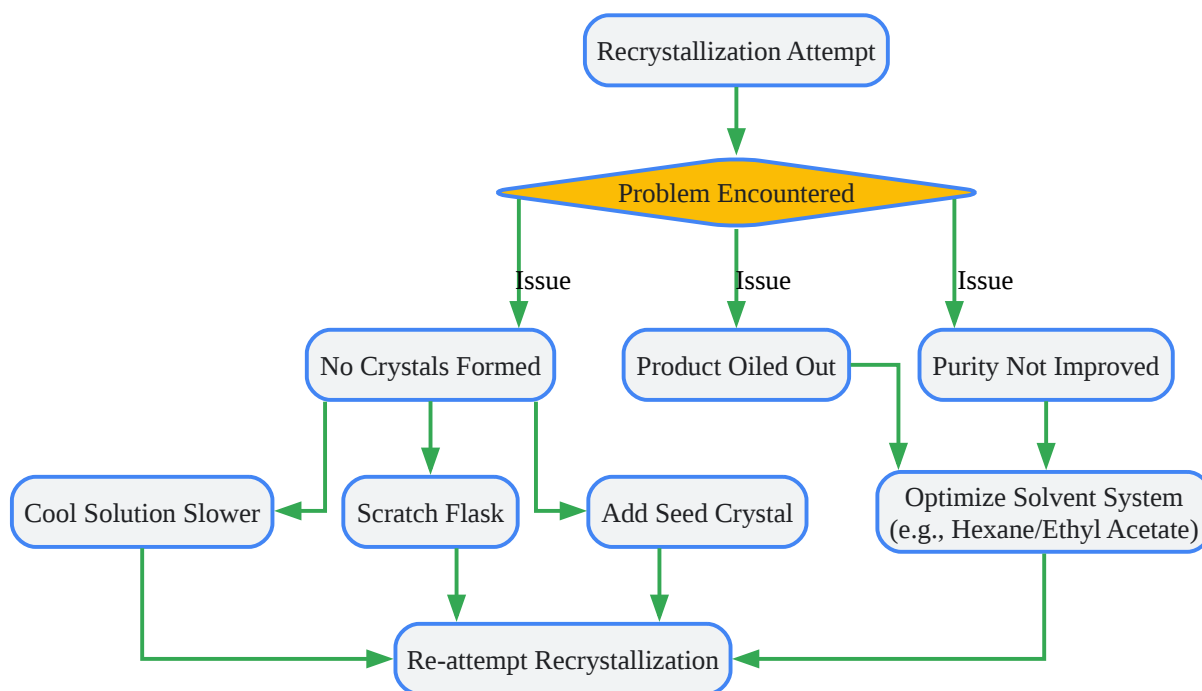 Recrystallization Attempt
Problem Encountered
Issue
Issue
Issue
No Crystals Formed
Product Oiled Out
Purity Not Improved
Cool Solution Slower
Scratch Flask
Add Seed Crystal
Optimize Solvent System
(e.g., Hexane/Ethyl Acetate)
Re-attempt Recrystallization